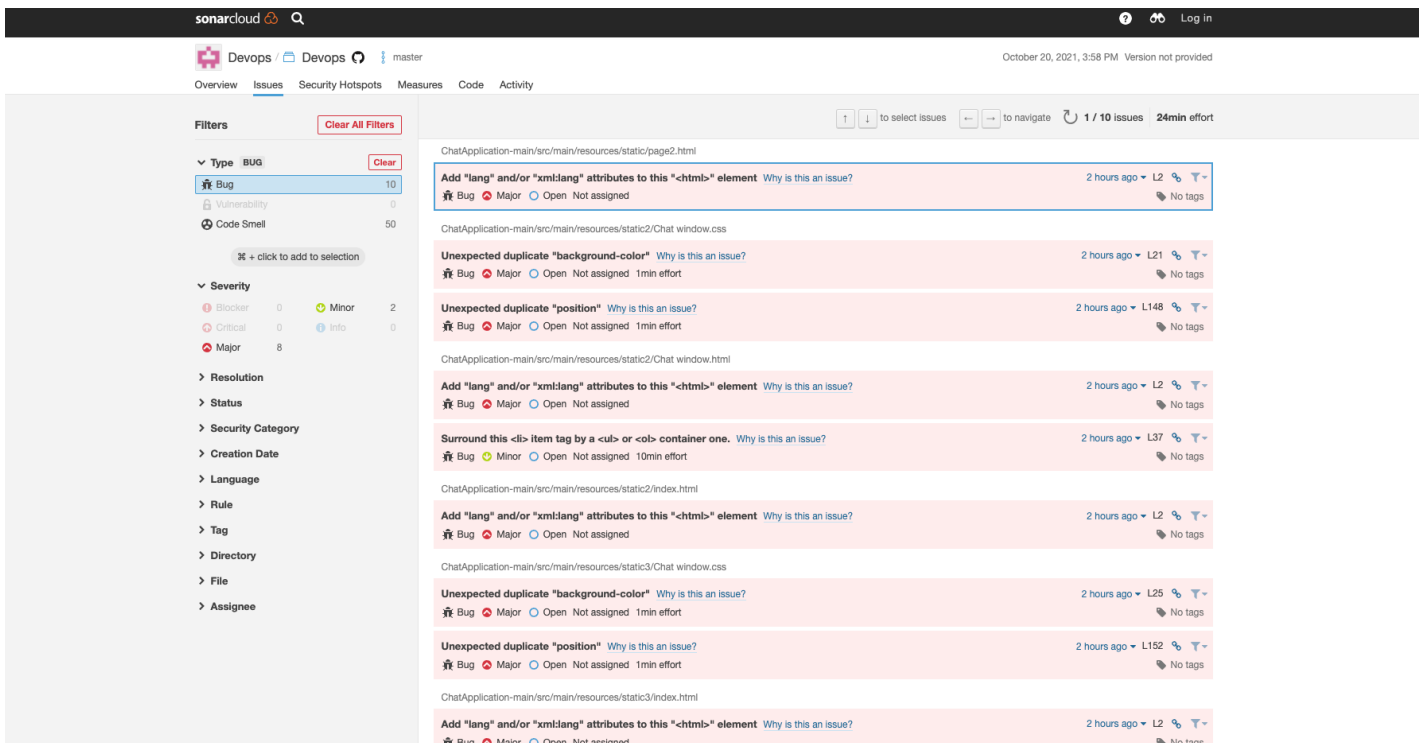 sonarcloud
Log in
Devops / Devops master
October 20, 2021, 3:58 PM Version not provided
Overview Issues Security Hotspots Measures Code Activity
Filters
Clear All Filters
↑ ↓ to select issues ← → to navigate 1 / 10 issues 24min effort
Type BUG Clear
Bug 10
Vulnerability 0
Code Smell 50
⌘ + click to add to selection
Severity
Blocker 0 Minor 2
Critical 0 Info 0
Major 8
Resolution
Status
Security Category
Creation Date
Language
Rule
Tag
Directory
File
Assignee
ChatApplication-main/src/main/resources/static/page2.html
Add "lang" and/or "xml:lang" attributes to this "<html>" element Why is this an issue? 2 hours ago L2
Bug Major Open Not assigned No tags
ChatApplication-main/src/main/resources/static2/Chat window.css
Unexpected duplicate "background-color" Why is this an issue? 2 hours ago L21
Bug Major Open Not assigned 1min effort No tags
Unexpected duplicate "position" Why is this an issue? 2 hours ago L148
Bug Major Open Not assigned 1min effort No tags
ChatApplication-main/src/main/resources/static2/Chat window.html
Add "lang" and/or "xml:lang" attributes to this "<html>" element Why is this an issue? 2 hours ago L2
Bug Major Open Not assigned No tags
Surround this <li> item tag by a <ul> or <ol> container one. Why is this an issue? 2 hours ago L37
Bug Minor Open Not assigned 10min effort No tags
ChatApplication-main/src/main/resources/static2/index.html
Add "lang" and/or "xml:lang" attributes to this "<html>" element Why is this an issue? 2 hours ago L2
Bug Major Open Not assigned No tags
ChatApplication-main/src/main/resources/static3/Chat window.css
Unexpected duplicate "background-color" Why is this an issue? 2 hours ago L25
Bug Major Open Not assigned 1min effort No tags
Unexpected duplicate "position" Why is this an issue? 2 hours ago L152
Bug Major Open Not assigned 1min effort No tags
ChatApplication-main/src/main/resources/static3/index.html
Add "lang" and/or "xml:lang" attributes to this "<html>" element Why is this an issue? 2 hours ago L2
Bug Major Open Not assigned No tags